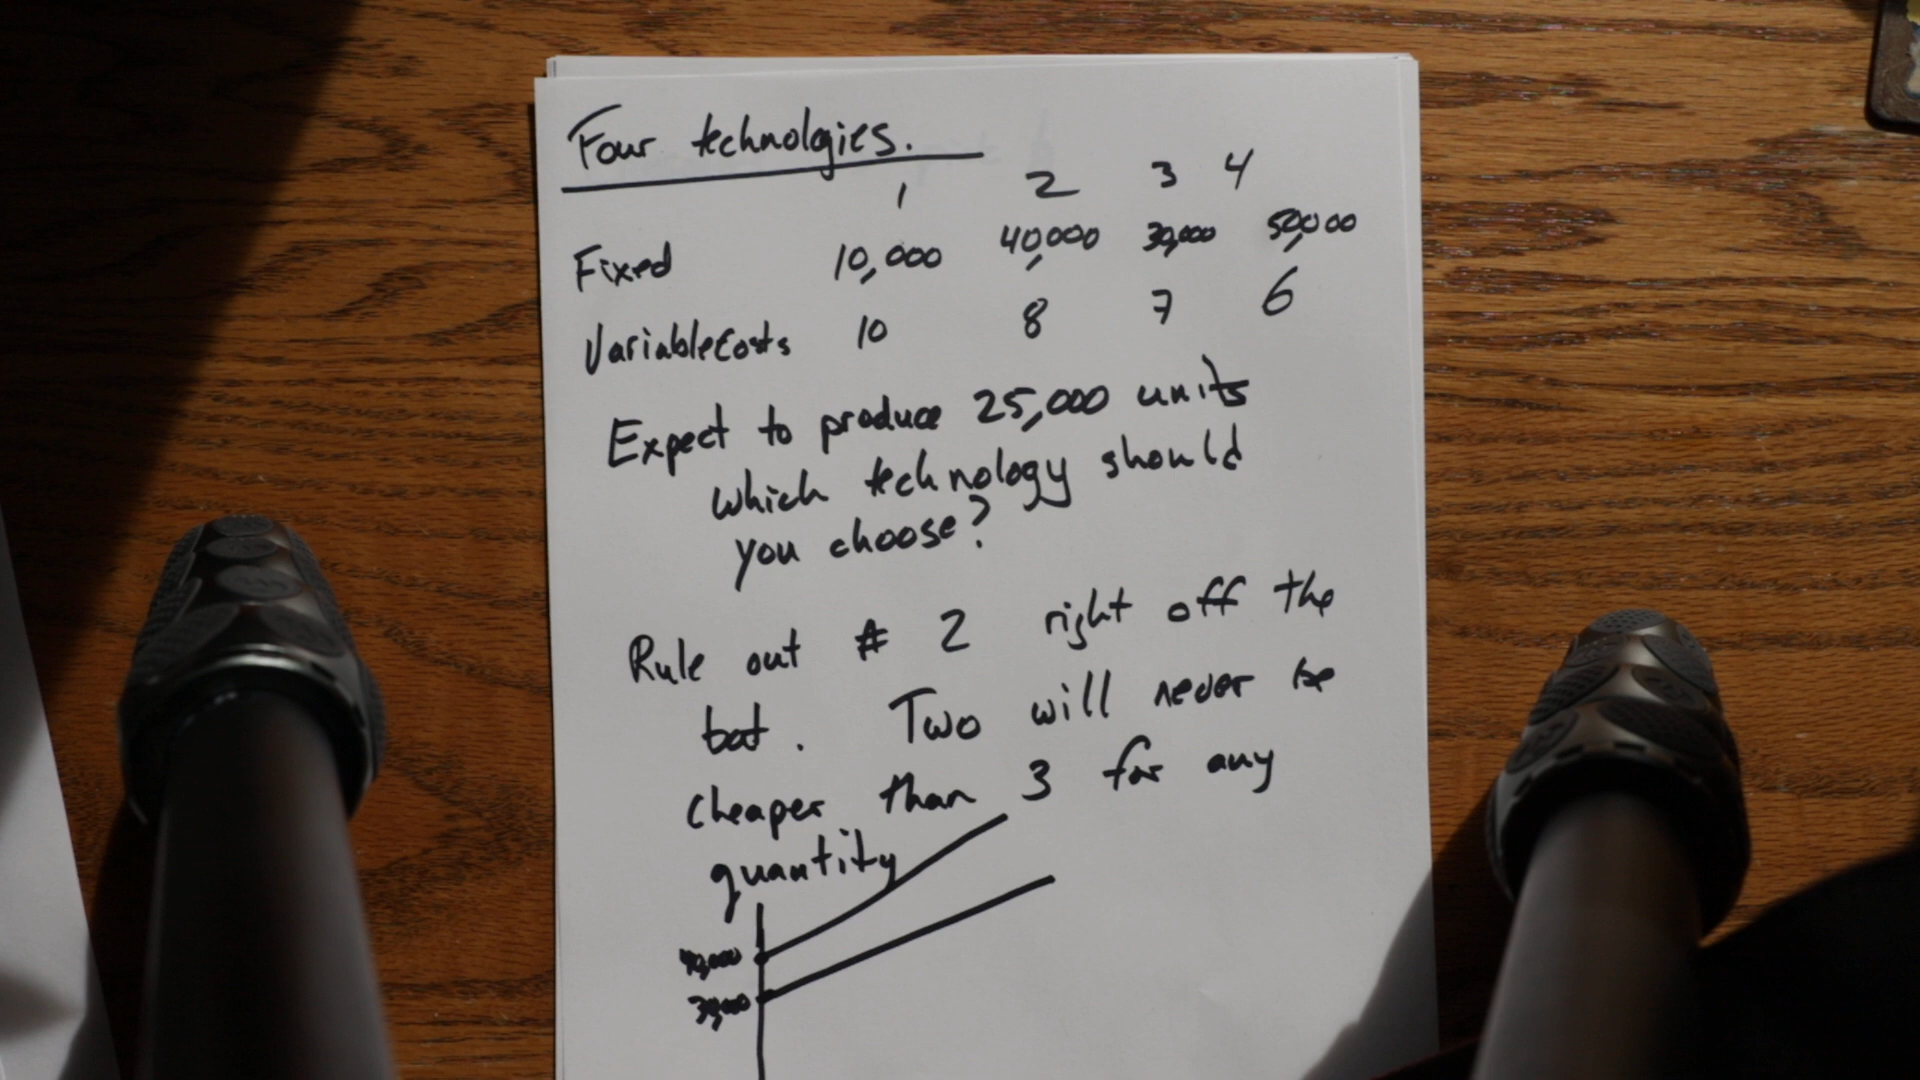 Four technologies.
1 2 3 4
Fixed 10,000 40,000 30,000 50,000
Variable Costs 10 8 7 6
Expect to produce 25,000 units
which technology should
you choose?
Rule out # 2 right off the
bat. Two will never be
cheaper than 3 for any
quantity
40,000
30,000